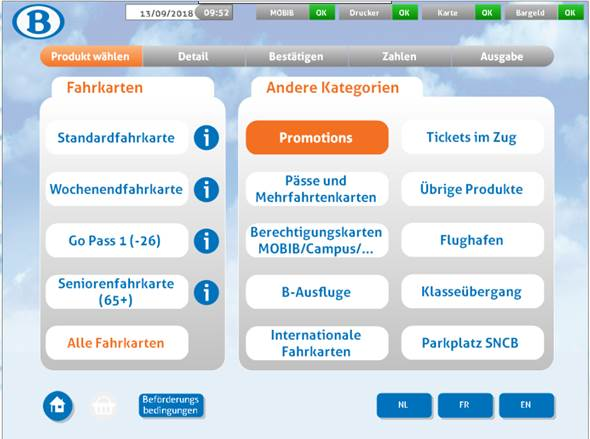 B
13/09/2018 09:52 MOBIB OK Drucker OK Karte OK Bargeld OK
Produkt wählen Detail Bestätigen Zahlen Ausgabe
Fahrkarten
Standardfahrkarte i
Wochenendfahrkarte i
Go Pass 1 (-26) i
Seniorenfahrkarte
(65+) i
Alle Fahrkarten
Andere Kategorien
Promotions Tickets im Zug
Pässe und
Mehrfahrtenkarten
Übrige Produkte
Berechtigungskarten
MOBIB/Campus/...
Flughafen
B-Ausfluge Klasseübergang
Internationale
Fahrkarten
Parkplatz SNCB
Beförderungs
bedingungen
NL FR EN